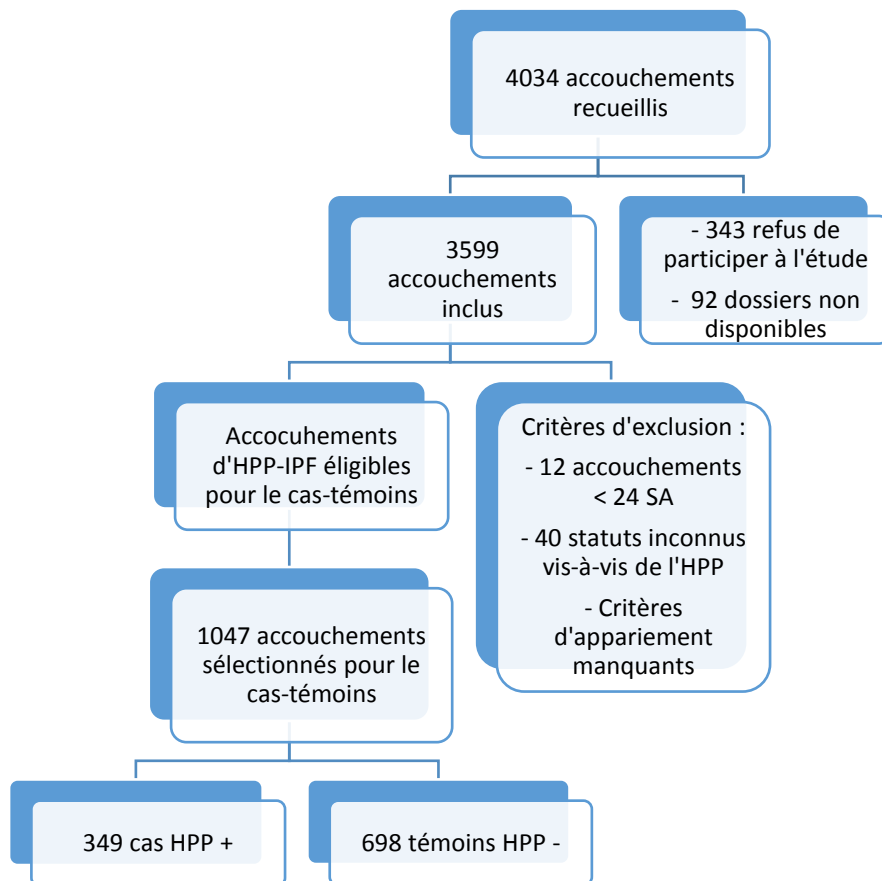 4034 accouchements
recueillis
3599
accouchements
inclus
- 343 refus de
participer à l'étude
- 92 dossiers non
disponibles
Accocuhements
d'HPP-IPF éligibles
pour le cas-témoins
Critères d'exclusion :
- 12 accouchements
< 24 SA
- 40 statuts inconnus
vis-à-vis de l'HPP
- Critères
d'appariement
manquants
1047 accouchements
sélectionnés pour le
cas-témoins
349 cas HPP +
698 témoins HPP -